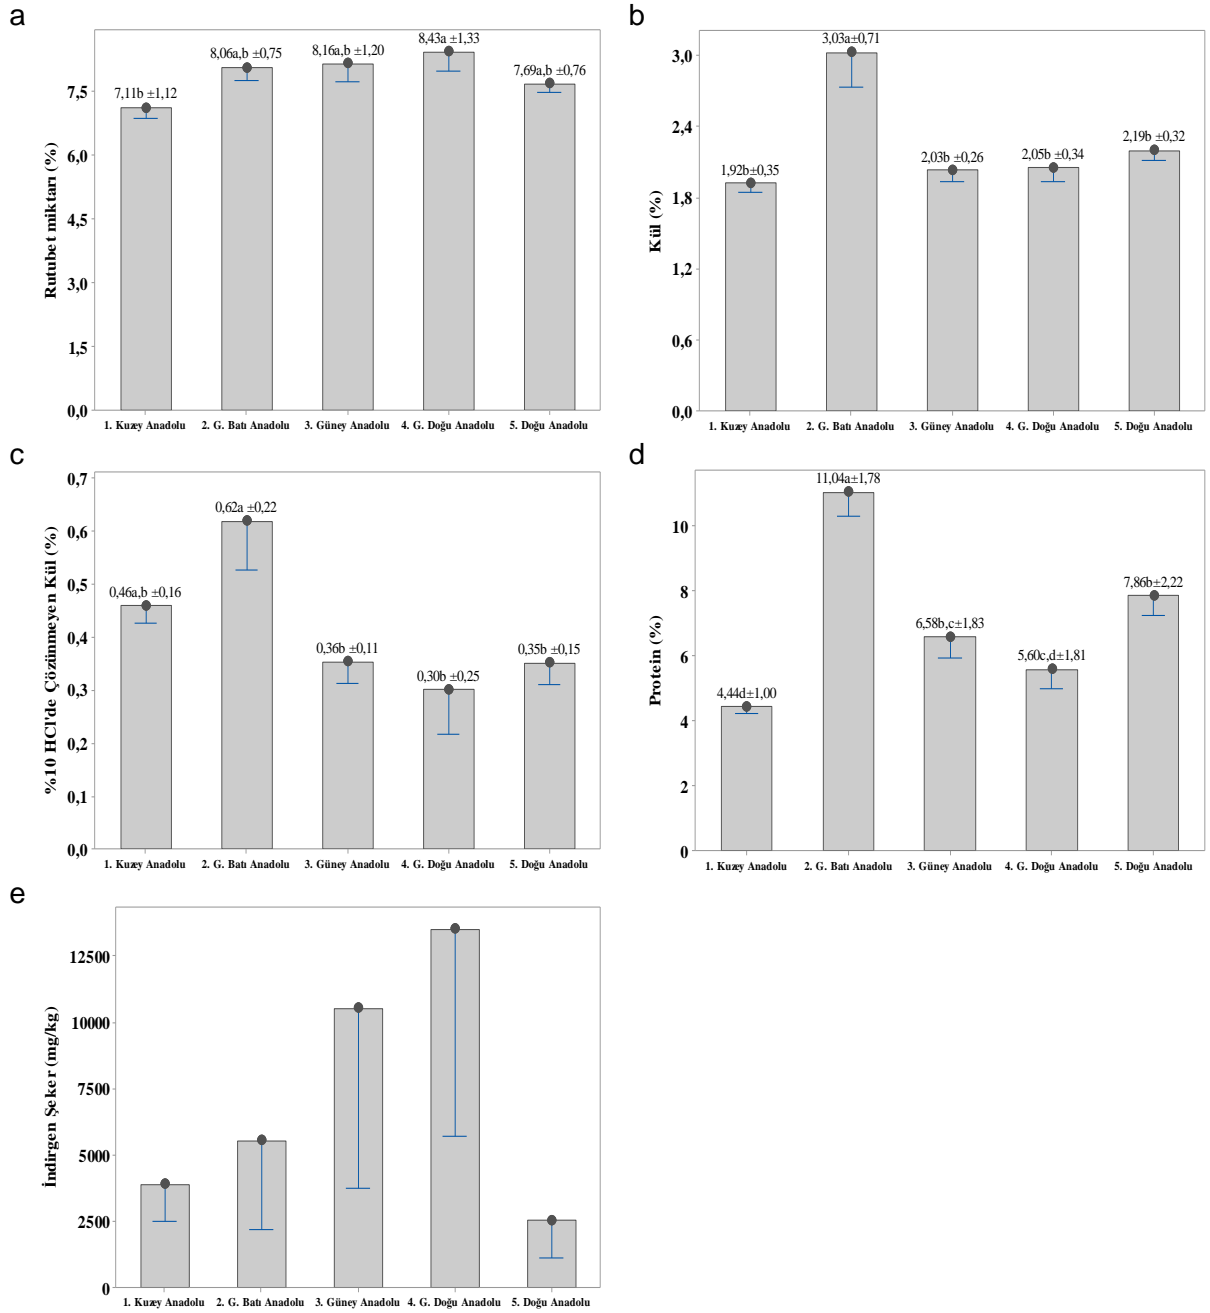 a
8,43a ±1,33
8,06a,b ±0,75
8,16a,b ±1,20
7,69a,b ±0,76
7,11b ±1,12
7,5
6,0
4,5
3,0
1,5
0,0
Rutubet miktarı (%)
1. Kuzey Anadolu
2. G. Batı Anadolu
3. Güney Anadolu
4. G. Doğu Anadolu
5. Doğu Anadolu
b
3,03a±0,71
2,19b ±0,32
2,03b ±0,26
2,05b ±0,34
1,92b±0,35
3,0
2,4
1,8
1,2
0,6
0,0
Kül (%)
1. Kuzey Anadolu
2. G. Batı Anadolu
3. Güney Anadolu
4. G. Doğu Anadolu
5. Doğu Anadolu
c
0,62a ±0,22
0,46a,b ±0,16
0,36b ±0,11
0,30b ±0,25
0,35b ±0,15
0,7
0,6
0,5
0,4
0,3
0,2
0,1
0,0
%10 HCl'de Çözünmeyen Kül (%)
1. Kuzey Anadolu
2. G. Batı Anadolu
3. Güney Anadolu
4. G. Doğu Anadolu
5. Doğu Anadolu
d
11,04a±1,78
7,86b±2,22
6,58b,c±1,83
5,60c,d±1,81
4,44d±1,00
10
8
6
4
2
0
Protein (%)
1. Kuzey Anadolu
2. G. Batı Anadolu
3. Güney Anadolu
4. G. Doğu Anadolu
5. Doğu Anadolu
e
12500
10000
7500
5000
2500
0
İndirgen Şeker (mg/kg)
1. Kuzey Anadolu
2. G. Batı Anadolu
3. Güney Anadolu
4. G. Doğu Anadolu
5. Doğu Anadolu